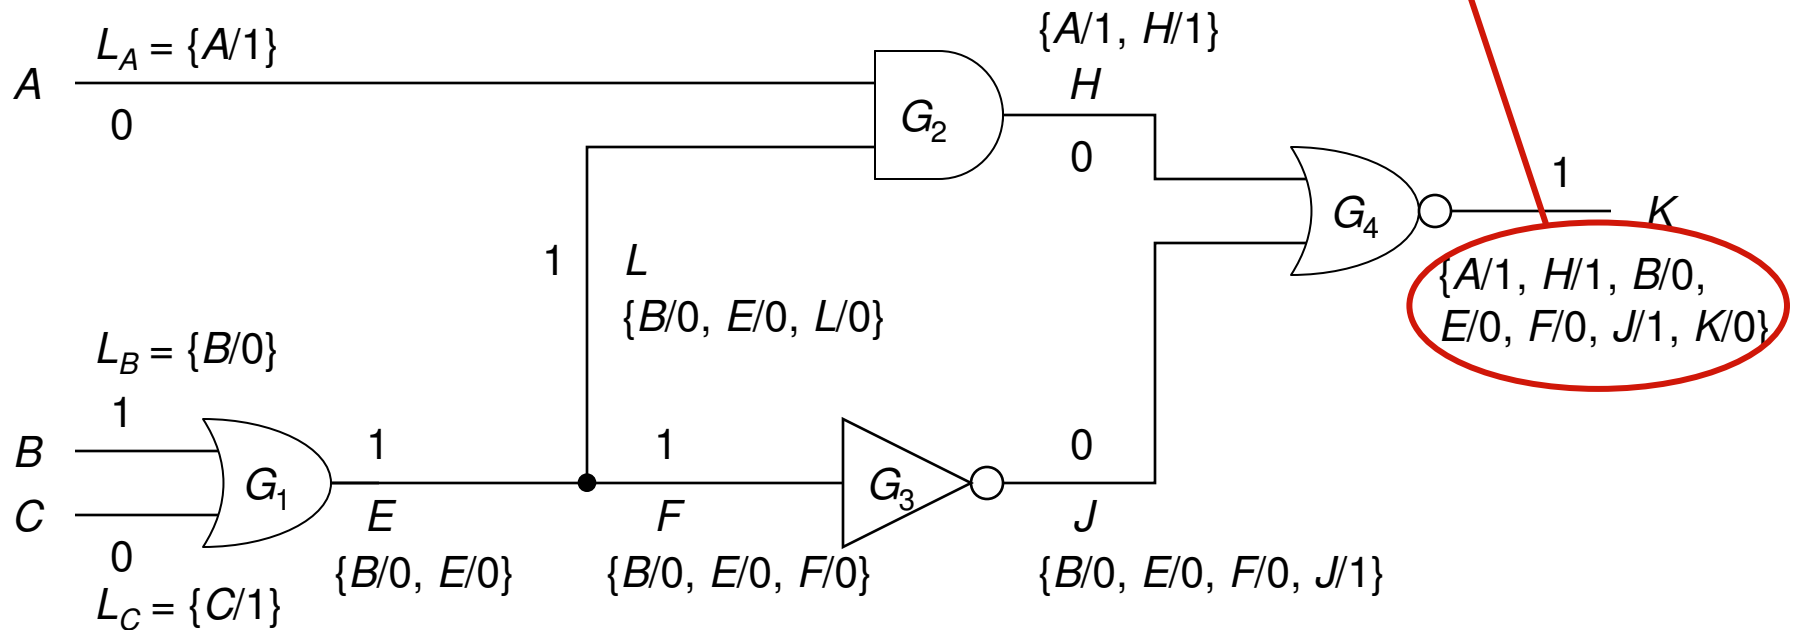 {A/1, H/1}
L_A = {A/1}
A
H
0
G2
0
1
G4
K
1
L
{A/1, H/1, B/0,
{B/0, E/0, L/0}
E/0, F/0, J/1, K/0}
L_B = {B/0}
1
1
1
0
B
G1
G3
C
E
F
J
0
{B/0, E/0}
{B/0, E/0, F/0}
{B/0, E/0, F/0, J/1}
L_C = {C/1}